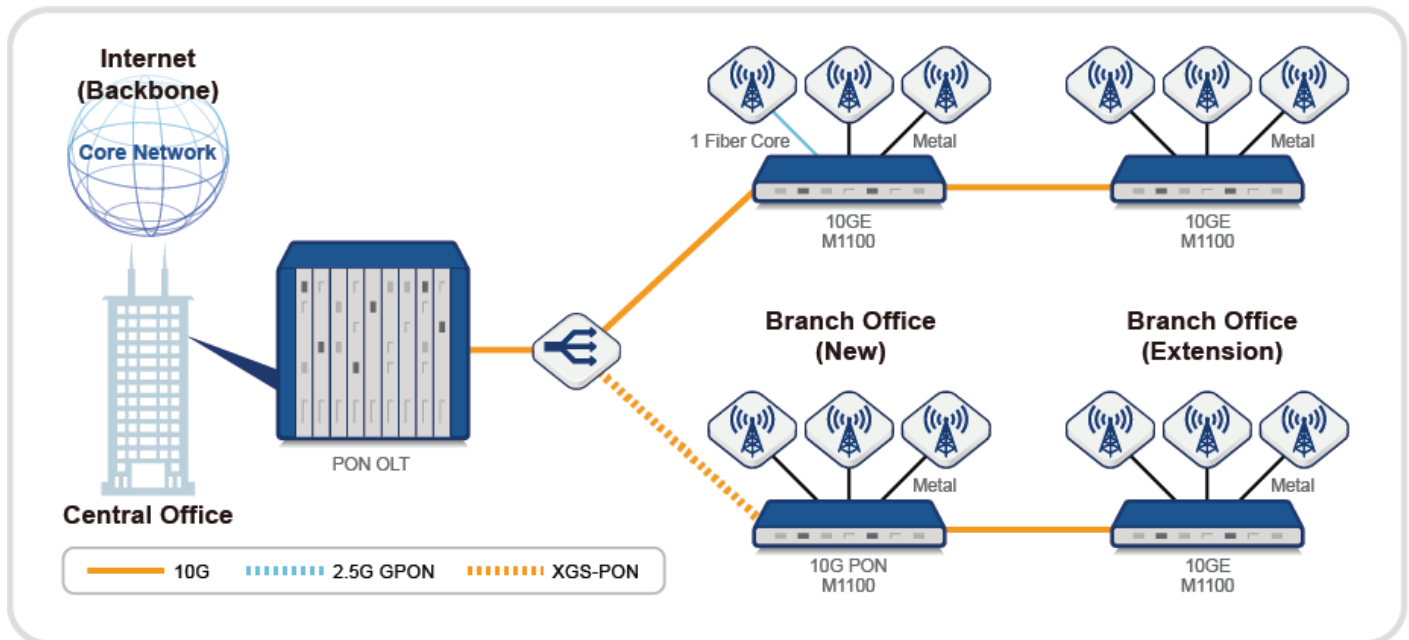 Internet
(Backbone)
Core Network
Central Office
PON OLT
1 Fiber Core
Metal
10GE
M1100
Metal
10GE
M1100
Branch Office
(New)
Metal
10G PON
M1100
Branch Office
(Extension)
Metal
10GE
M1100
10G
2.5G GPON
XGS-PON